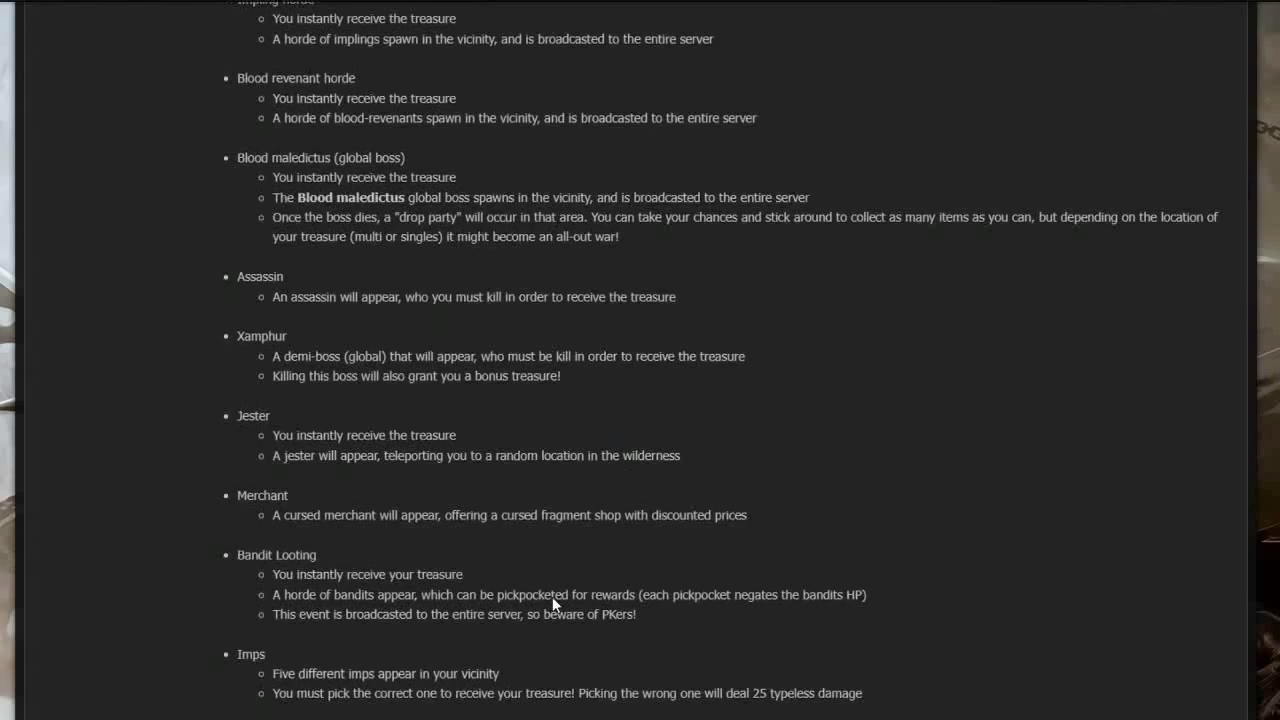 Impling horde
You instantly receive the treasure
A horde of implings spawn in the vicinity, and is broadcasted to the entire server
Blood revenant horde
You instantly receive the treasure
A horde of blood-revenants spawn in the vicinity, and is broadcasted to the entire server
Blood maledictus (global boss)
You instantly receive the treasure
The Blood maledictus global boss spawns in the vicinity, and is broadcasted to the entire server
Once the boss dies, a "drop party" will occur in that area. You can take your chances and stick around to collect as many items as you can, but depending on the location of
your treasure (multi or singles) it might become an all-out war!
Assassin
An assassin will appear, who you must kill in order to receive the treasure
Xamphur
A demi-boss (global) that will appear, who must be kill in order to receive the treasure
Killing this boss will also grant you a bonus treasure!
Jester
You instantly receive the treasure
A jester will appear, teleporting you to a random location in the wilderness
Merchant
A cursed merchant will appear, offering a cursed fragment shop with discounted prices
Bandit Looting
You instantly receive your treasure
A horde of bandits appear, which can be pickpocketed for rewards (each pickpocket negates the bandits HP)
This event is broadcasted to the entire server, so beware of PKers!
Imps
Five different imps appear in your vicinity
You must pick the correct one to receive your treasure! Picking the wrong one will deal 25 typeless damage